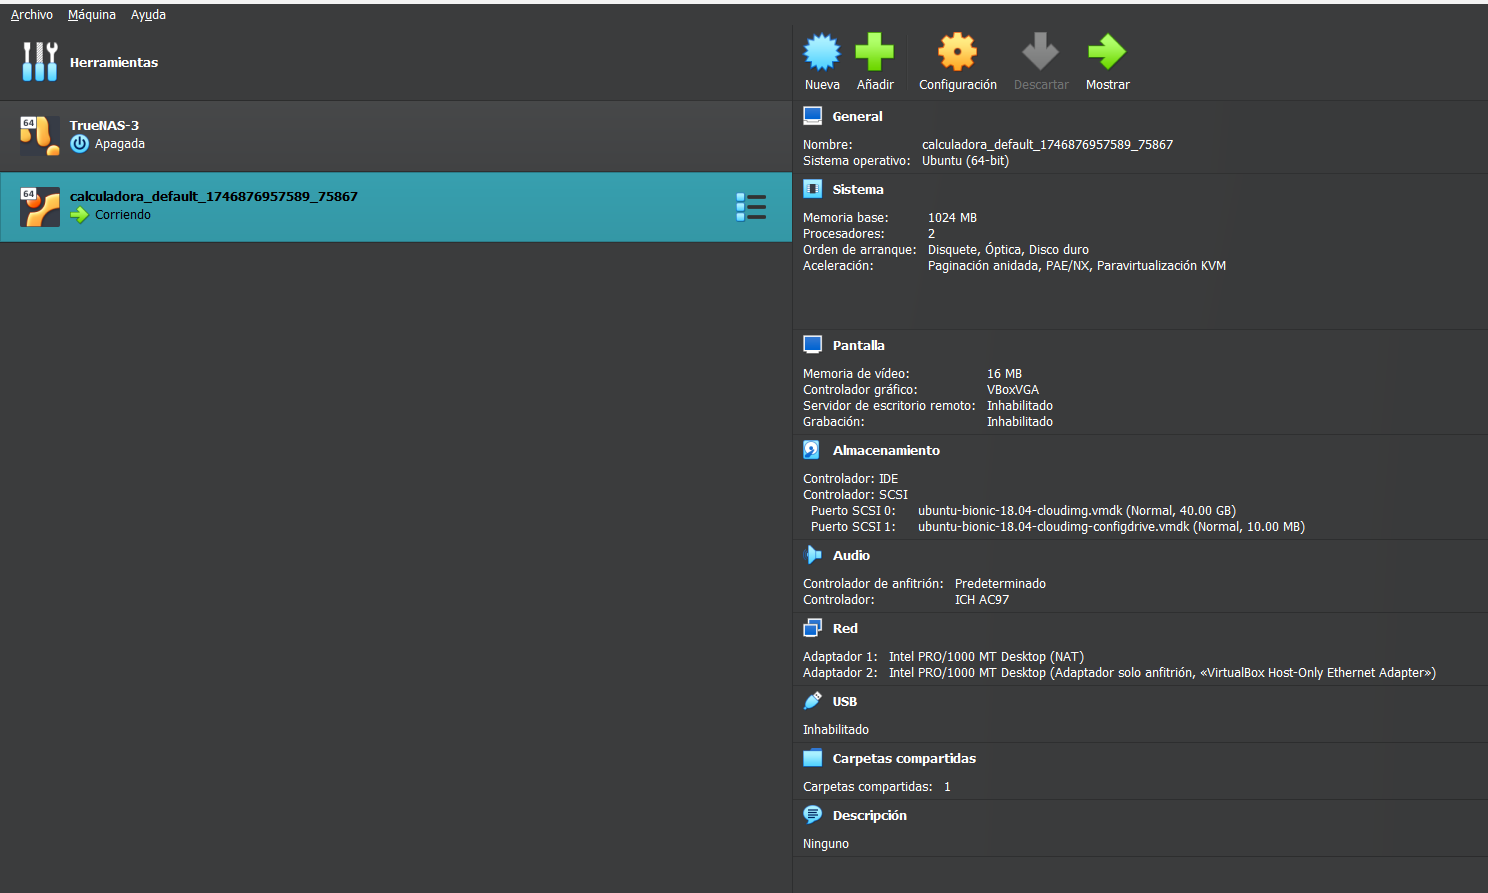 Archivo Máquina Ayuda
Herramientas
64 TrueNAS-3
Apagada
64 calculadora_default_1746876957589_75867
Corriendo
Nueva Añadir Configuración Descartar Mostrar
General
Nombre: calculadora_default_1746876957589_75867
Sistema operativo: Ubuntu (64-bit)
Sistema
Memoria base: 1024 MB
Procesadores: 2
Orden de arranque: Disquete, Óptica, Disco duro
Aceleración: Paginación anidada, PAE/NX, Paravirtualización KVM
Pantalla
Memoria de vídeo: 16 MB
Controlador gráfico: VBoxVGA
Servidor de escritorio remoto: Inhabilitado
Grabación: Inhabilitado
Almacenamiento
Controlador: IDE
Controlador: SCSI
Puerto SCSI 0: ubuntu-bionic-18.04-cloudimg.vmdk (Normal, 40.00 GB)
Puerto SCSI 1: ubuntu-bionic-18.04-cloudimg-configdrive.vmdk (Normal, 10.00 MB)
Audio
Controlador de anfitrión: Predeterminado
Controlador: ICH AC97
Red
Adaptador 1: Intel PRO/1000 MT Desktop (NAT)
Adaptador 2: Intel PRO/1000 MT Desktop (Adaptador solo anfitrión, «VirtualBox Host-Only Ethernet Adapter»)
USB
Inhabilitado
Carpetas compartidas
Carpetas compartidas: 1
Descripción
Ninguno